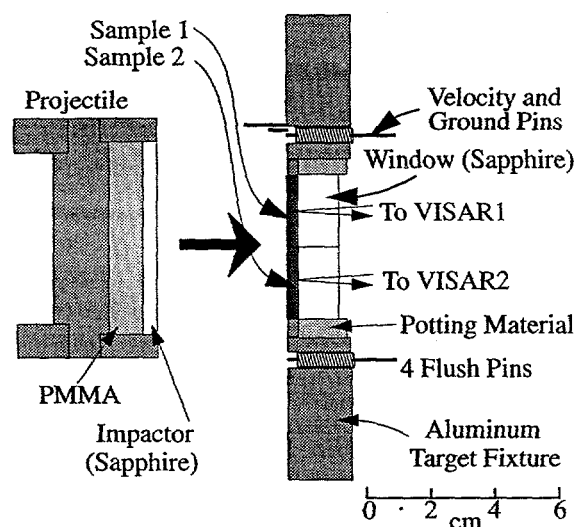 Sample 1
Sample 2
Projectile
Velocity and
Ground Pins
Window (Sapphire)
To VISAR1
To VISAR2
Potting Material
PMMA
4 Flush Pins
Impactor
(Sapphire)
Aluminum
Target Fixture
0 2 4 6
cm